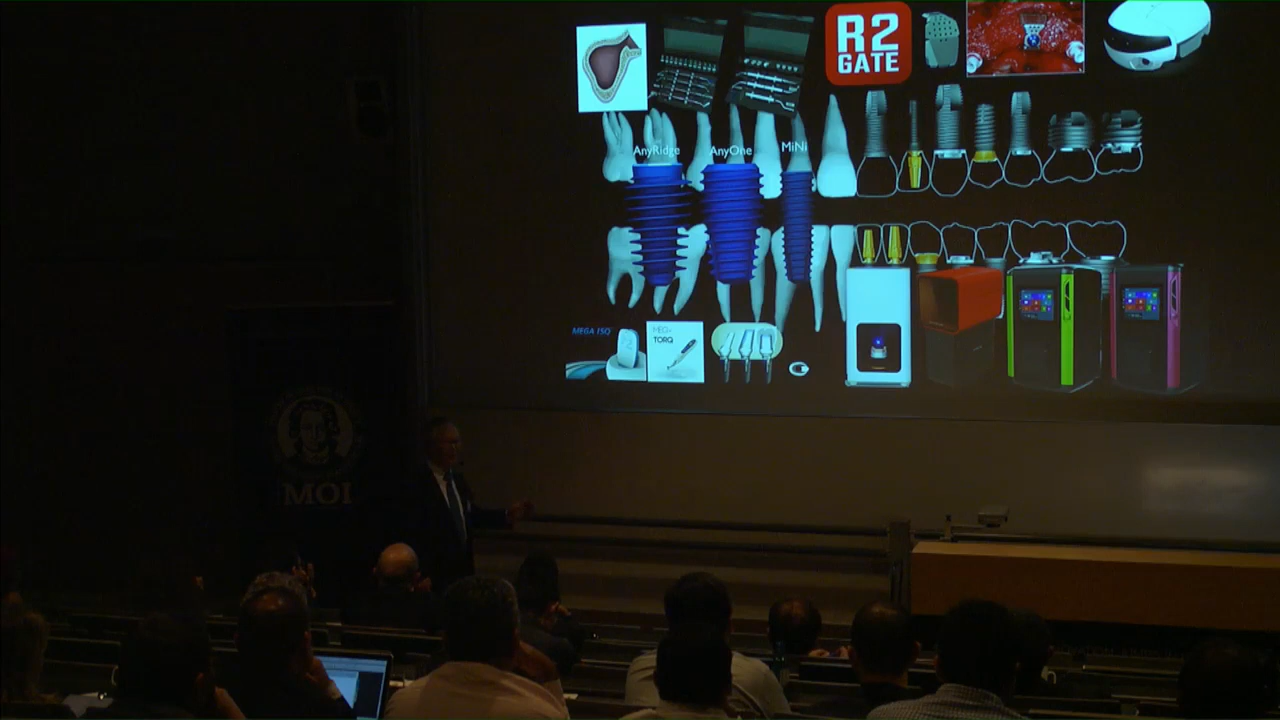 R2
GATE
AnyRidge
AnyOne
MiNi
MEGA ISQ
MEG
TORQ
MOI